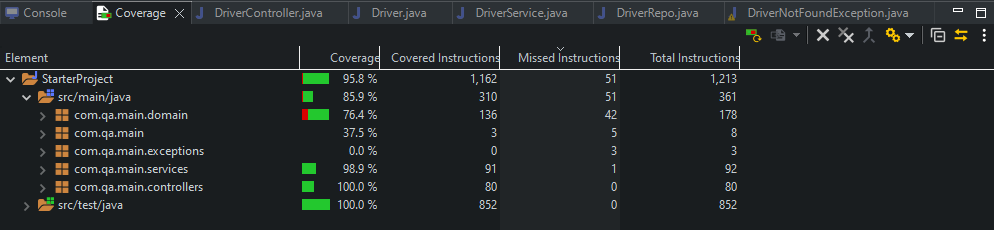 Console Coverage DriverController.java Driver.java DriverService.java DriverRepo.java DriverNotFoundException.java
Element Coverage Covered Instructions Missed Instructions Total Instructions
StarterProject 95.8 % 1,162 51 1,213
src/main/java 85.9 % 310 51 361
com.qa.main.domain 76.4 % 136 42 178
com.qa.main 37.5 % 3 5 8
com.qa.main.exceptions 0.0 % 0 3 3
com.qa.main.services 98.9 % 91 1 92
com.qa.main.controllers 100.0 % 80 0 80
src/test/java 100.0 % 852 0 852